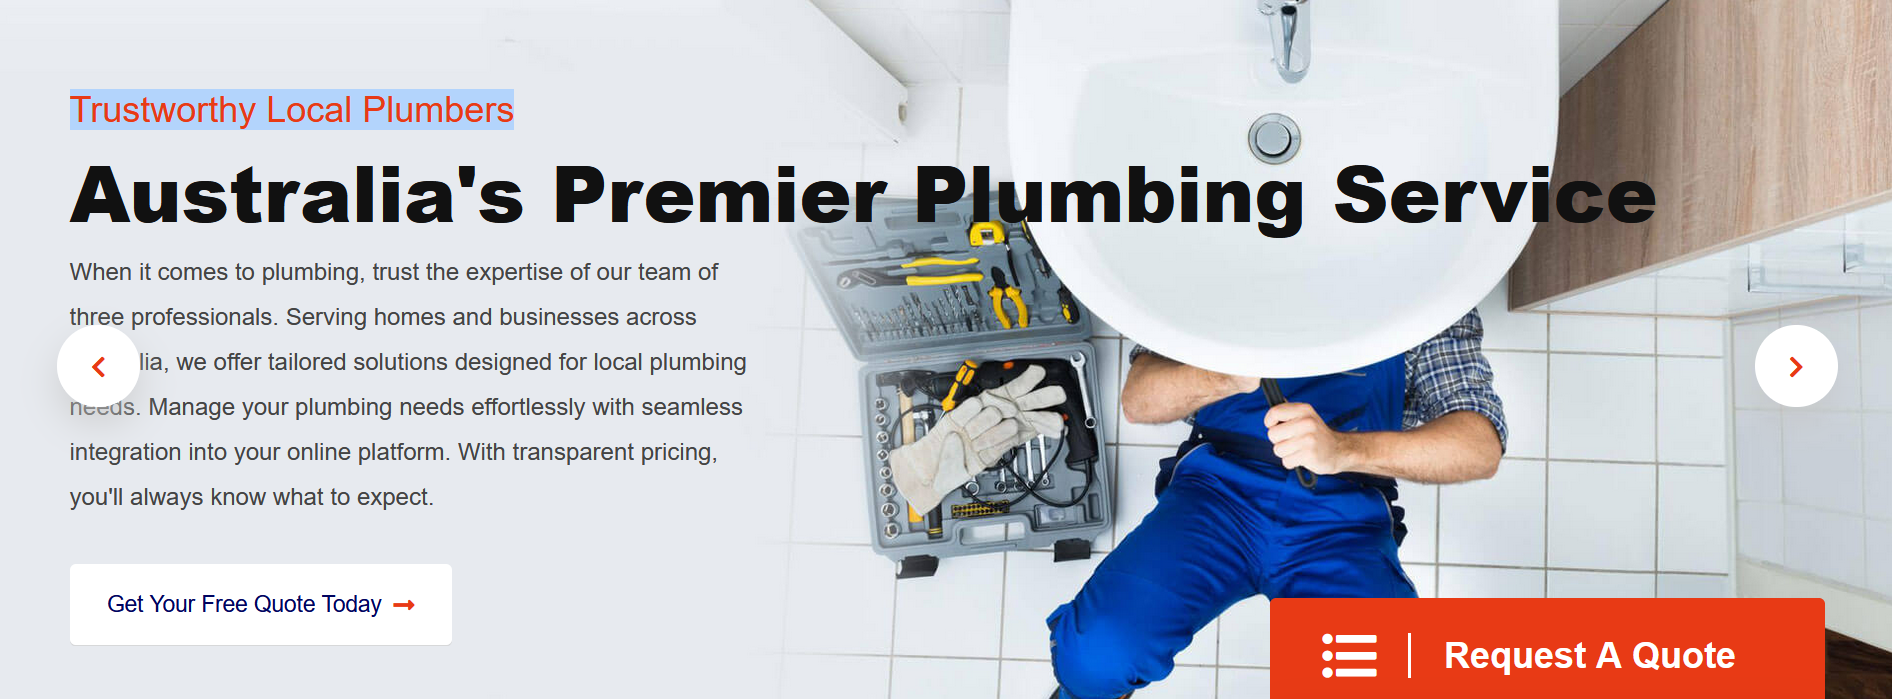 Trustworthy Local Plumbers
Australia's Premier Plumbing Service
When it comes to plumbing, trust the expertise of our team of
three professionals. Serving homes and businesses across
lia, we offer tailored solutions designed for local plumbing
needs. Manage your plumbing needs effortlessly with seamless
integration into your online platform. With transparent pricing,
you'll always know what to expect.
Get Your Free Quote Today
Request A Quote